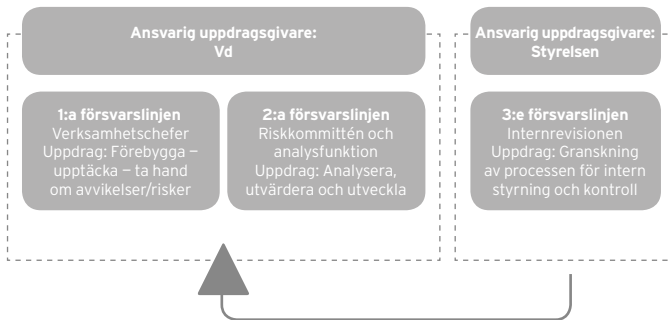 Ansvarig uppdragsgivare:
Vd
Ansvarig uppdragsgivare:
Styrelsen
1:a försvarslinjen
Verksamhetschefer
Uppdrag: Förebygga –
upptäcka – ta hand
om avvikelser/risker
2:a försvarslinjen
Riskkommittén och
analysfunktion
Uppdrag: Analysera,
utvärdera och utveckla
3:e försvarslinjen
Internrevisionen
Uppdrag: Granskning
av processen för intern
styrning och kontroll